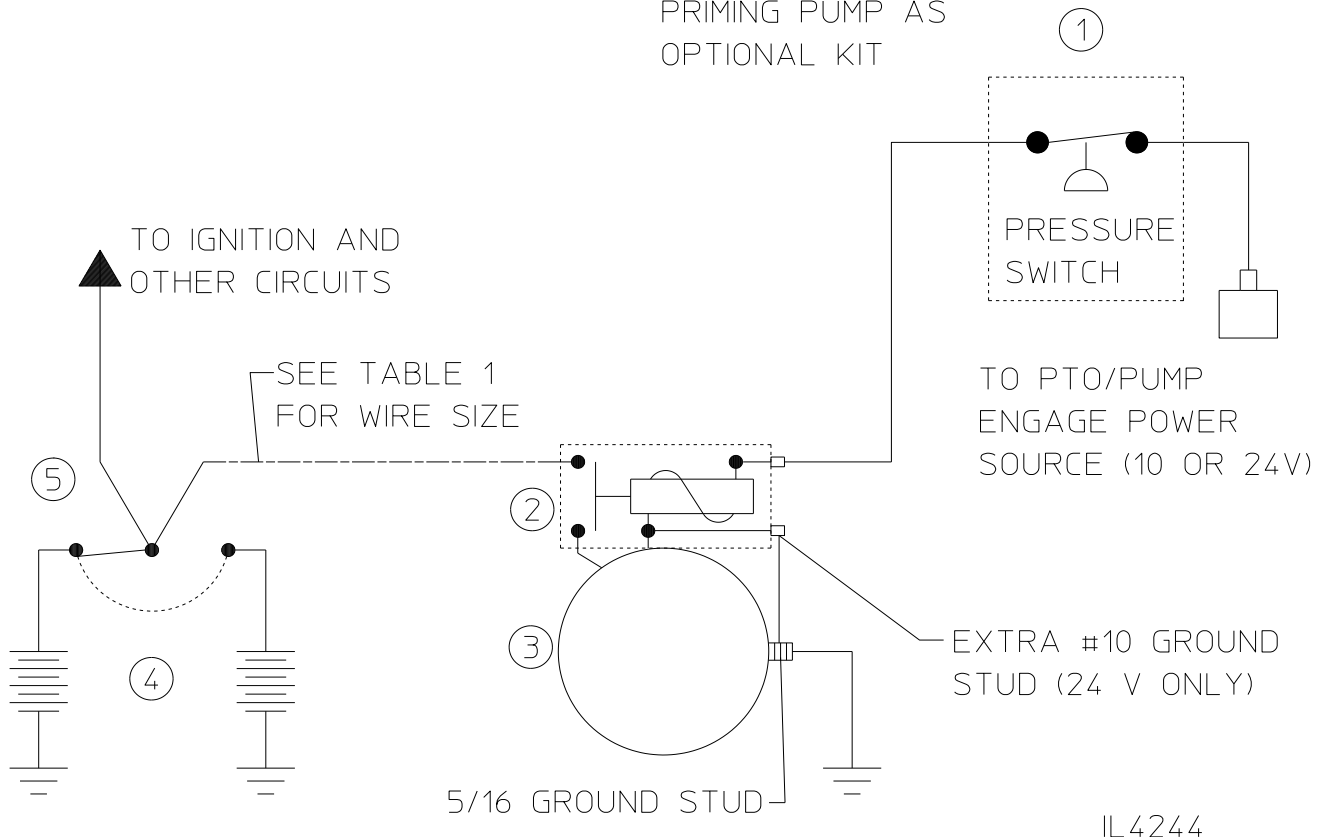 PRIMING PUMP AS
OPTIONAL KIT
1
PRESSURE
SWITCH
TO IGNITION AND
OTHER CIRCUITS
SEE TABLE 1
FOR WIRE SIZE
TO PTO/PUMP
ENGAGE POWER
SOURCE (10 OR 24V)
5
2
3
4
EXTRA #10 GROUND
STUD (24 V ONLY)
5/16 GROUND STUD
IL4244